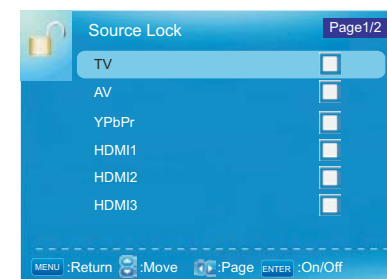 Source Lock Page1/2
TV
AV
YPbPr
HDMI1
HDMI2
HDMI3
MENU :Return :Move :Page ENTER :On/Off